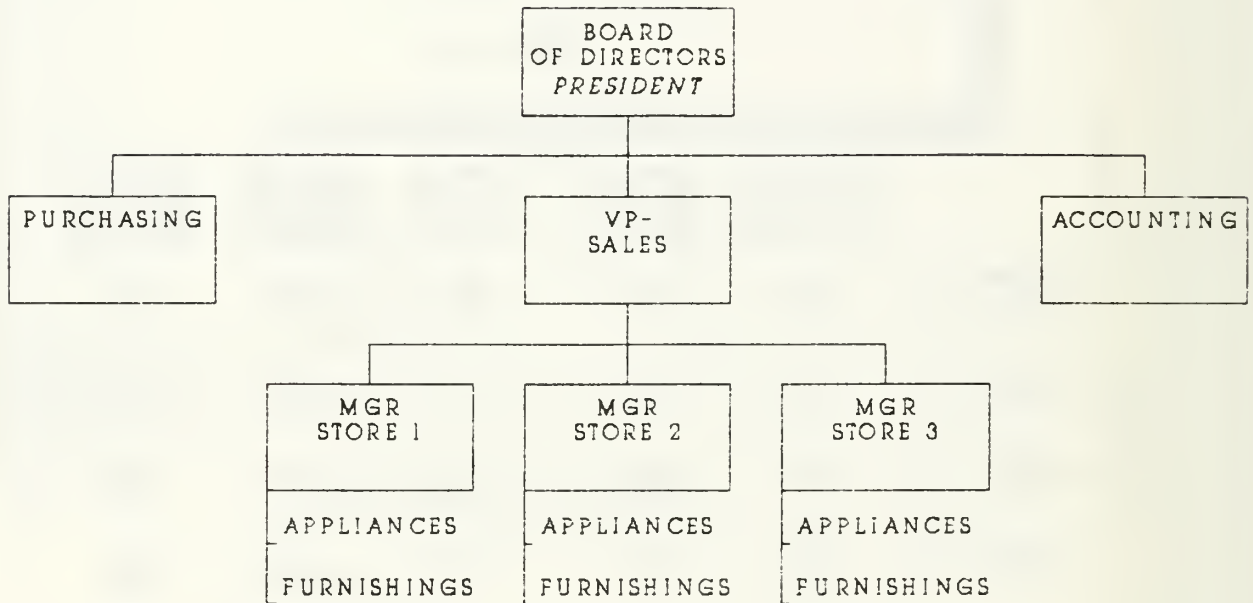 BOARD
OF DIRECTORS
PRESIDENT
PURCHASING
VP-
SALES
ACCOUNTING
MGR
STORE 1
MGR
STORE 2
MGR
STORE 3
APPLIANCES
APPLIANCES
APPLIANCES
FURNISHINGS
FURNISHINGS
FURNISHINGS